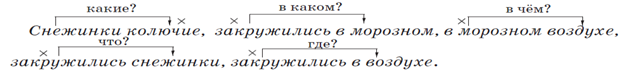 какие? в каком? в чём?
Снежинки колючие, закружились в морозном, в морозном воздухе,
что? где?
закружились снежинки, закружились в воздухе.